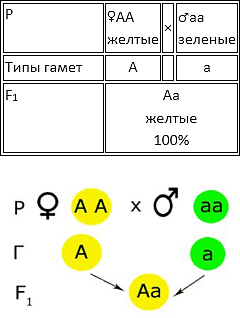 P ♀AA × ♂aa
желтые зеленые
Типы гамет A a
F1 Aa
желтые
100%
P ♀ A A x ♂ aa
Г A a
F1 Aa